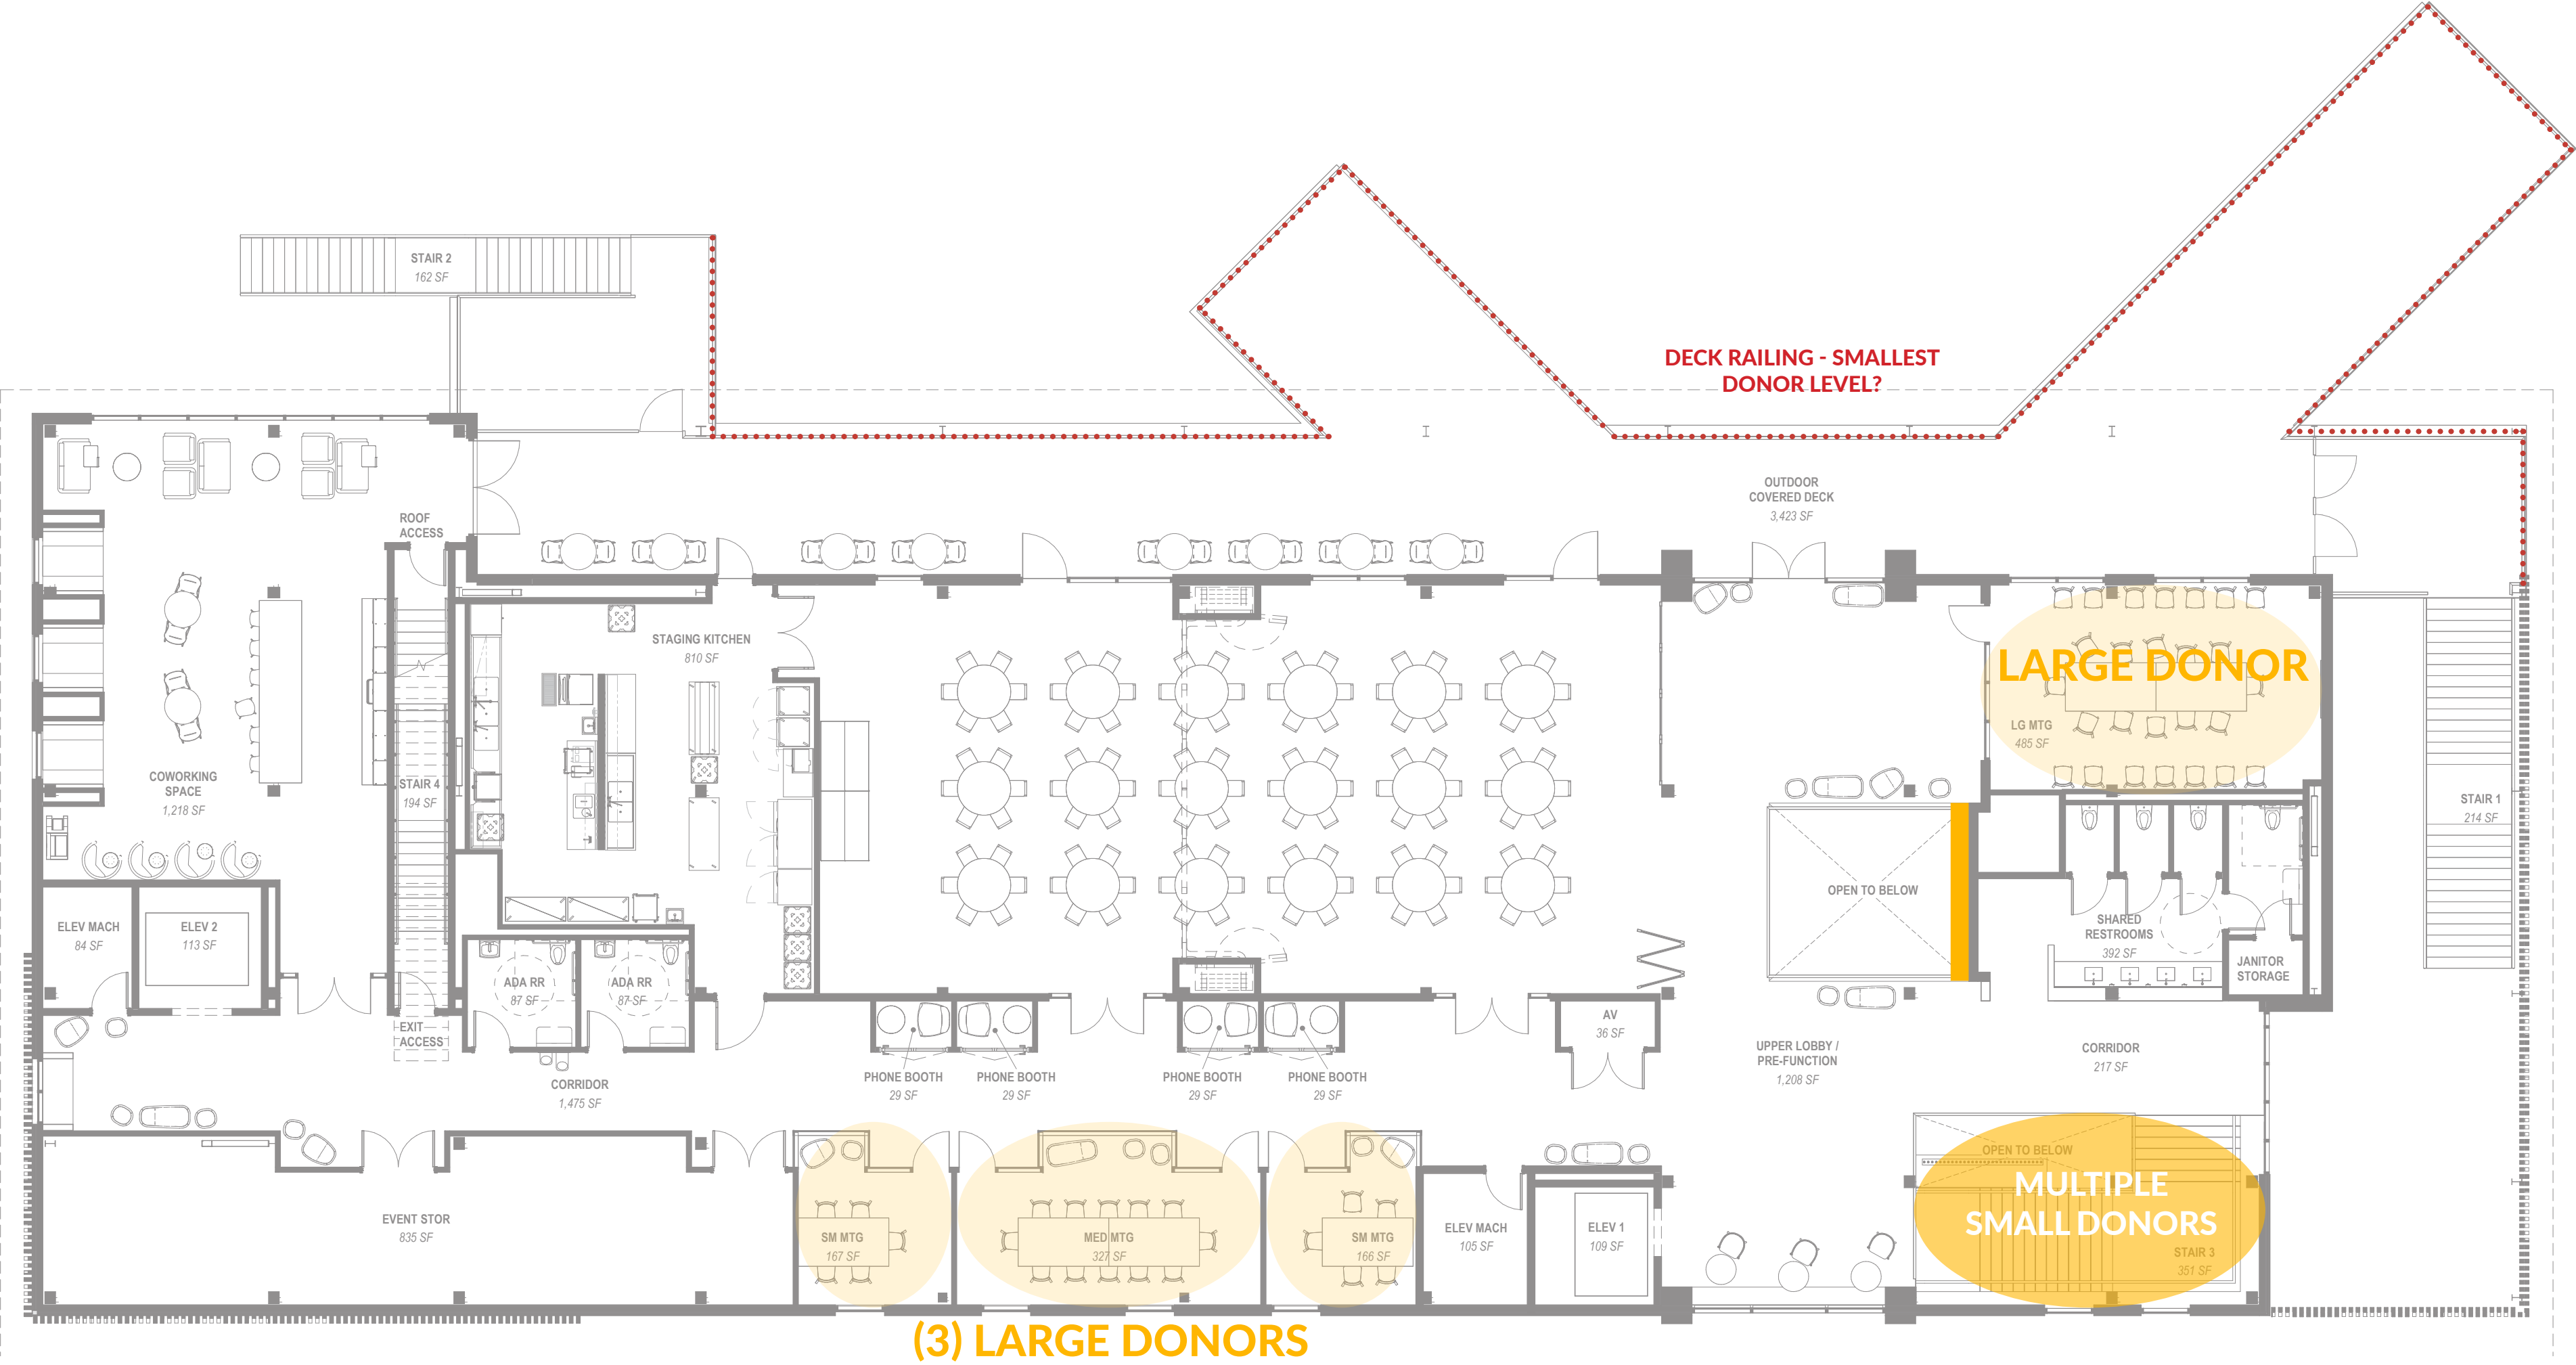 STAIR 2
162 SF
DECK RAILING - SMALLEST
DONOR LEVEL?
OUTDOOR
COVERED DECK
3,423 SF
ROOF
ACCESS
STAGING KITCHEN
810 SF
LARGE DONOR
LG MTG
485 SF
COWORKING
SPACE
1,218 SF
STAIR 4
194 SF
STAIR 1
214 SF
OPEN TO BELOW
ELEV MACH
84 SF
ELEV 2
113 SF
SHARED
RESTROOMS
392 SF
JANITOR
STORAGE
ADA RR
87 SF
ADA RR
87 SF
EXIT
ACCESS
AV
36 SF
UPPER LOBBY /
PRE-FUNCTION
1,208 SF
CORRIDOR
217 SF
PHONE BOOTH
29 SF
PHONE BOOTH
29 SF
PHONE BOOTH
29 SF
PHONE BOOTH
29 SF
CORRIDOR
1,475 SF
OPEN TO BELOW
MULTIPLE
SMALL DONORS
EVENT STOR
835 SF
SM MTG
167 SF
MED MTG
327 SF
SM MTG
166 SF
ELEV MACH
105 SF
ELEV 1
109 SF
STAIR 3
351 SF
(3) LARGE DONORS